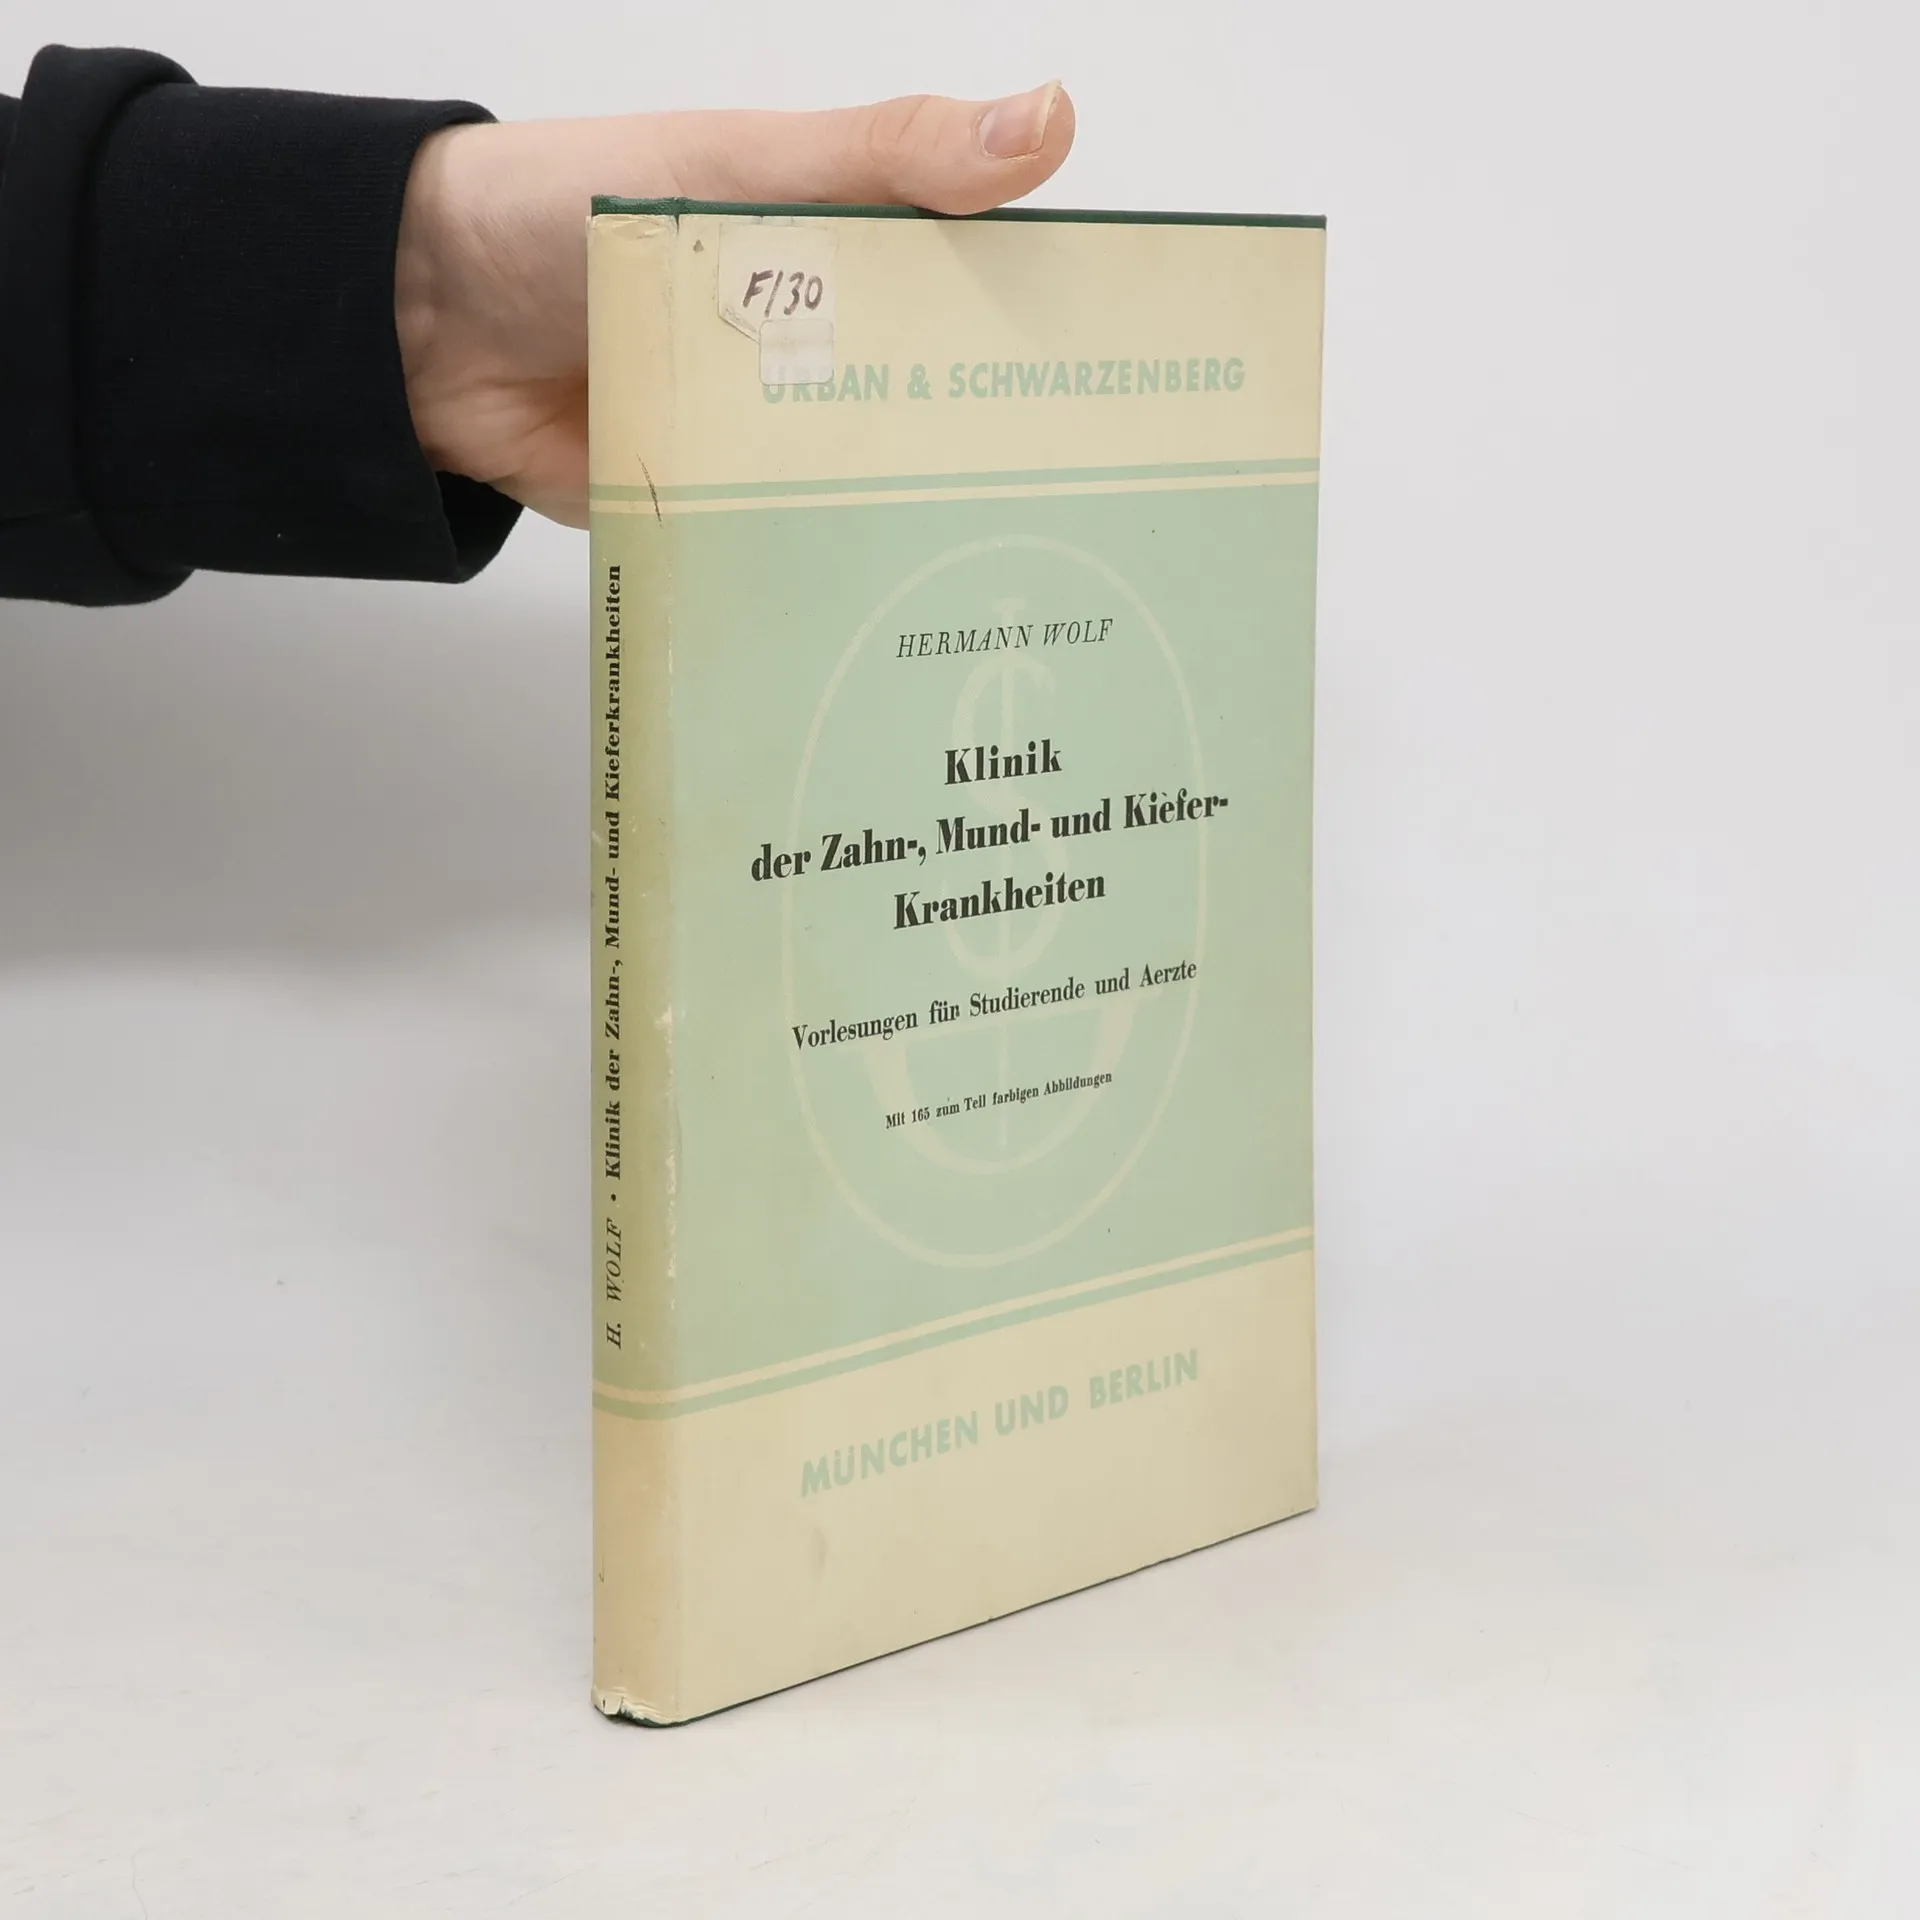 F/30
URBAN & SCHWARZENBERG
HERMANN WOLF
Klinik
der Zahn-, Mund- und Kiefer-
Krankheiten
Vorlesungen für Studierende und Aerzte
Mit 165 zum Teil farbigen Abbildungen
MÜNCHEN UND BERLIN
H. WOLF • Klinik der Zahn-, Mund- und Kieferkrankheiten